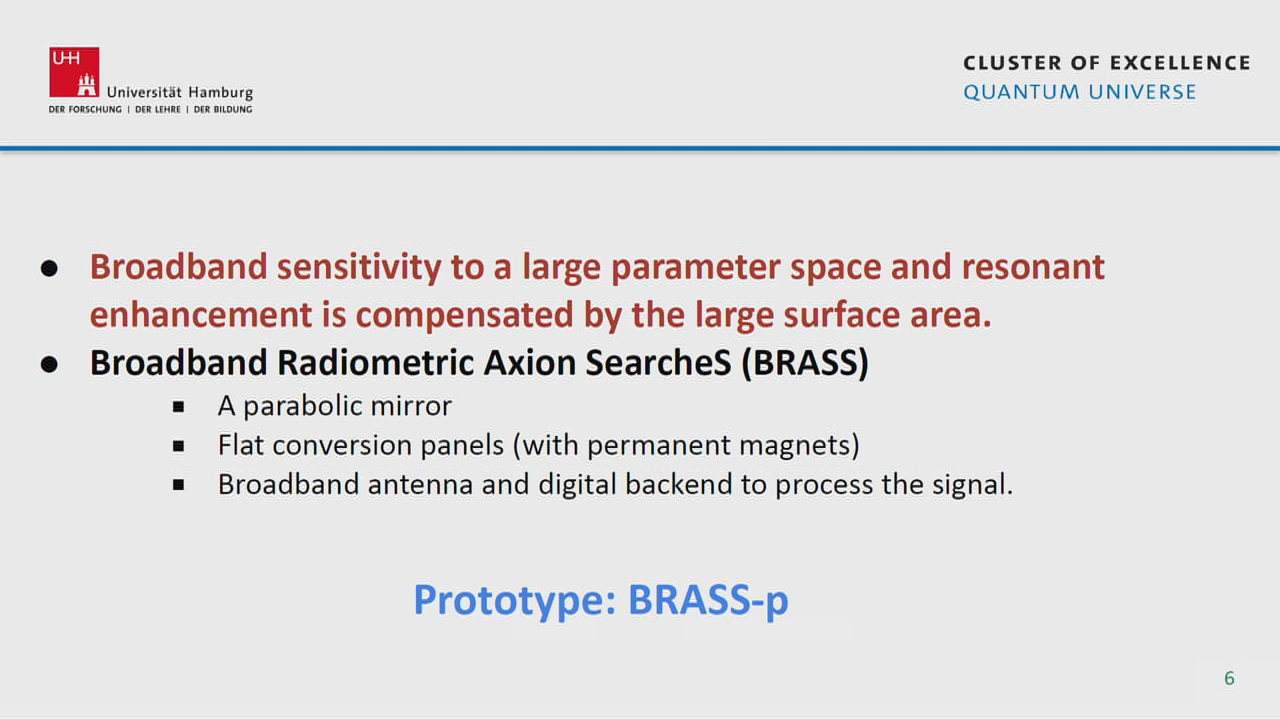 UHH
Universität Hamburg
DER FORSCHUNG | DER LEHRE | DER BILDUNG
CLUSTER OF EXCELLENCE
QUANTUM UNIVERSE
● Broadband sensitivity to a large parameter space and resonant
enhancement is compensated by the large surface area.
● Broadband Radiometric Axion SearcheS (BRASS)
▪ A parabolic mirror
▪ Flat conversion panels (with permanent magnets)
▪ Broadband antenna and digital backend to process the signal.
Prototype: BRASS-p
6